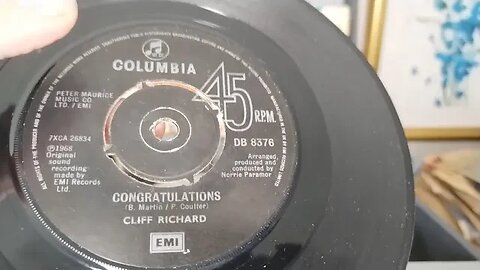 COLUMBIA
45 R.P.M.
PETER MAURICE
MUSIC CO.
LTD. / EMI
7XCA 26834
DB 8376
℗1968
Original
sound
recording
made by
EMI Records
Ltd.
Arranged,
produced and
conducted by
Norrie Paramor
CONGRATULATIONS
(B. Martin / P. Coulter)
CLIFF RICHARD
EMI